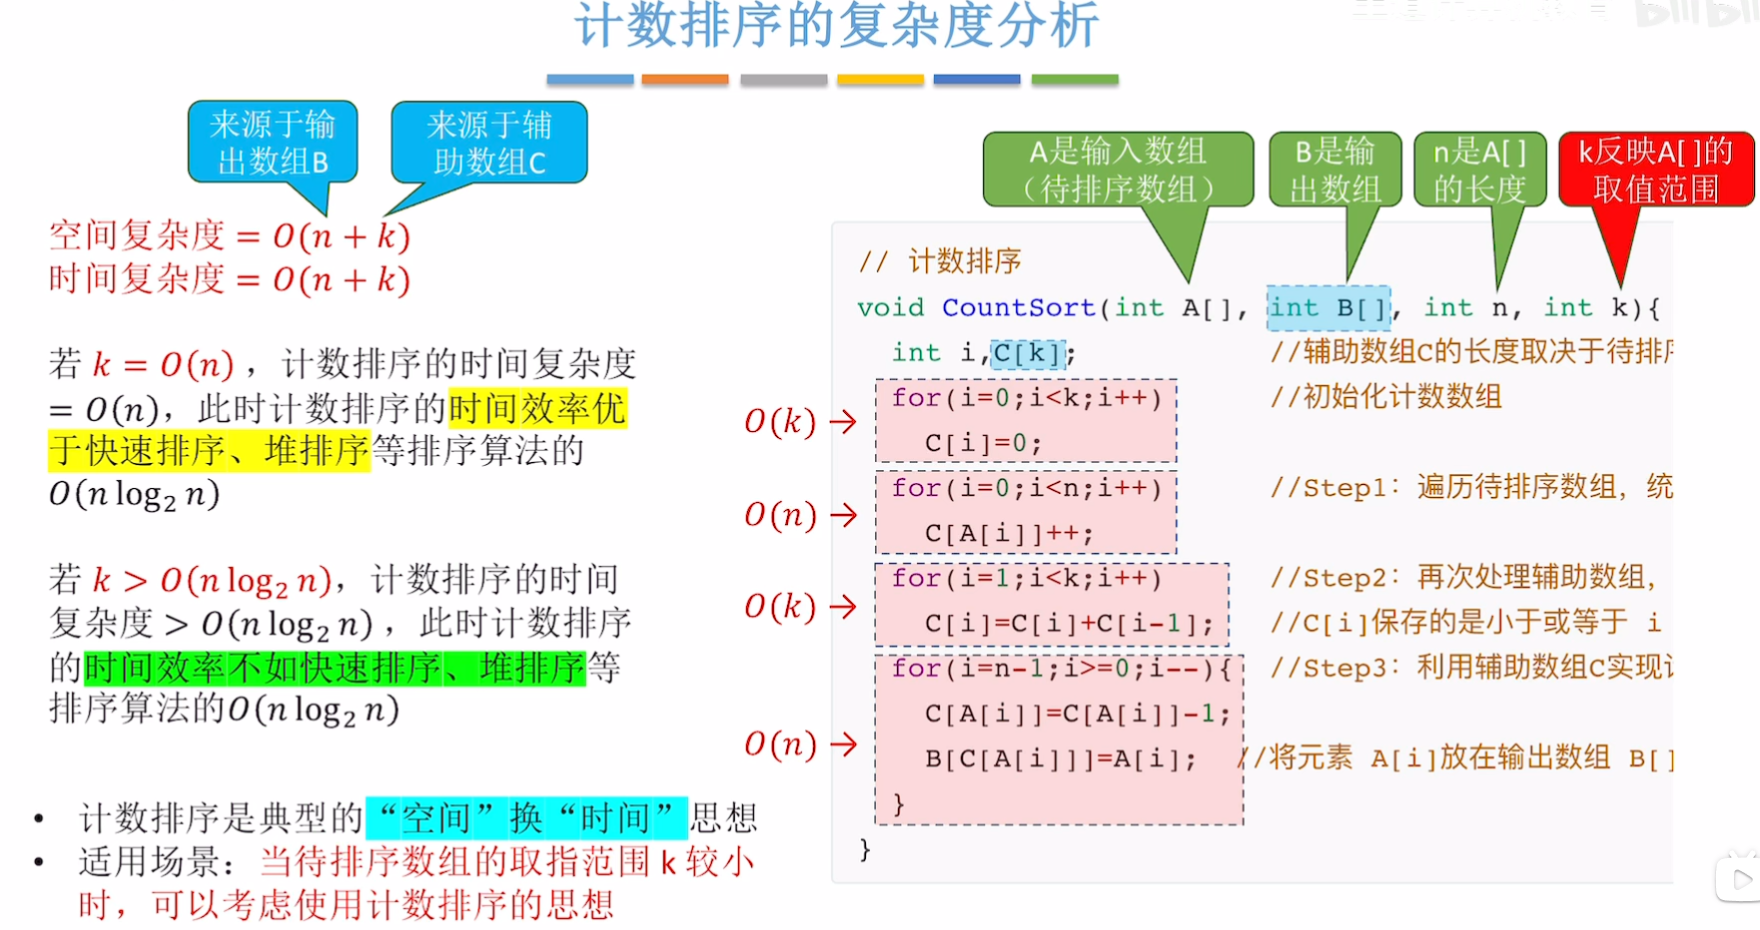 计数排序的复杂度分析
来源于输
出数组B
来源于辅
助数组C
A是输入数组
（待排序数组）
B是输
出数组
n是A[]
的长度
k反映A[]的
取值范围
空间复杂度 = O(n + k)
时间复杂度 = O(n + k)
若 k = O(n) ，计数排序的时间复杂度
= O(n)，此时计数排序的时间效率优
于快速排序、堆排序等排序算法的
O(n log₂ n)
若 k > O(n log₂ n)，计数排序的时间
复杂度 > O(n log₂ n) ，此时计数排序
的时间效率不如快速排序、堆排序等
排序算法的O(n log₂ n)
• 计数排序是典型的“空间”换“时间”思想
• 适用场景：当待排序数组的取指范围 k 较小
时，可以考虑使用计数排序的思想
// 计数排序
void CountSort(int A[], int B[], int n, int k){
int i,C[k]; //辅助数组C的长度取决于待排
for(i=0;i<k;i++) //初始化计数数组
O(k) →
C[i]=0;
for(i=0;i<n;i++) //Step1：遍历待排序数组，统
O(n) →
C[A[i]]++;
for(i=1;i<k;i++) //Step2：再次处理辅助数组，
O(k) →
C[i]=C[i]+C[i-1]; //C[i]保存的是小于或等于 i
for(i=n-1;i>=0;i--){ //Step3：利用辅助数组C实现
C[A[i]]=C[A[i]]-1;
O(n) →
B[C[A[i]]]=A[i]; //将元素 A[i]放在输出数组 B[]
}
}